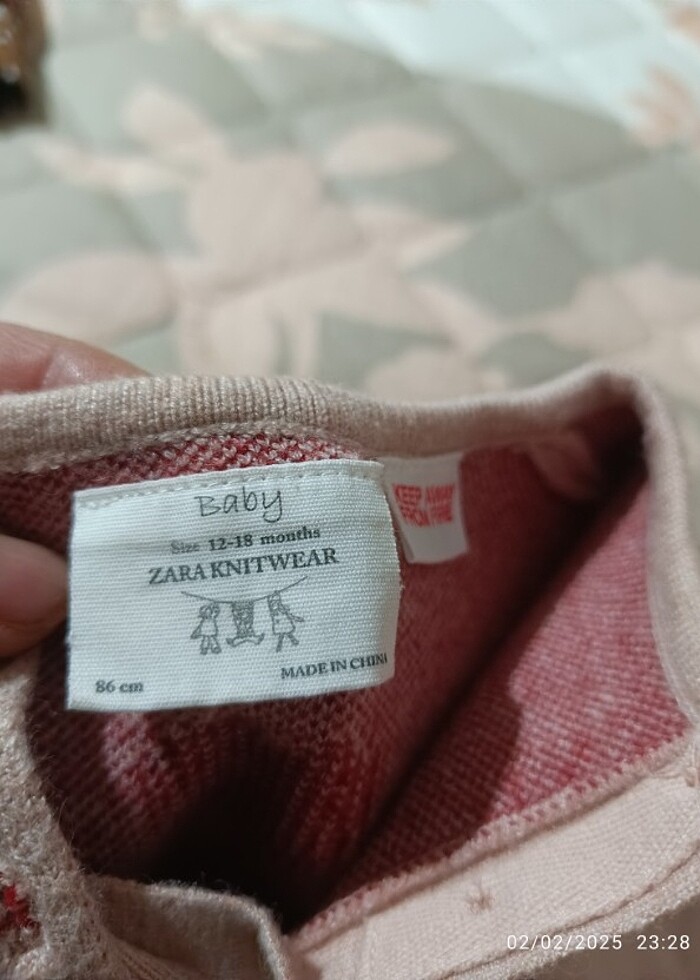 Baby
Size 12-18 months
ZARA KNITWEAR
86 cm
MADE IN CHINA
KEEP AWAY
FROM FIRE
02/02/2025 23:28